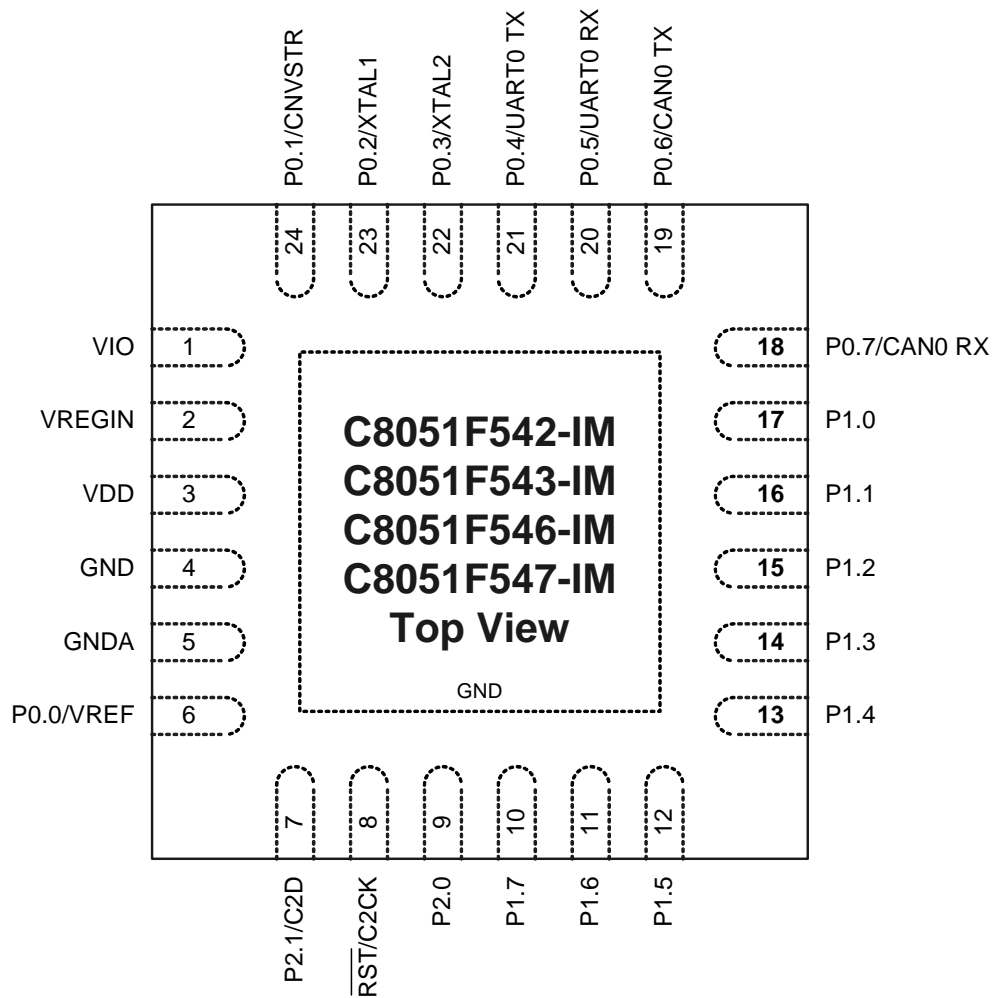 P0.1/CNVSTR
P0.2/XTAL1
P0.3/XTAL2
P0.4/UART0 TX
P0.5/UART0 RX
P0.6/CAN0 TX
24
23
22
21
20
19
VIO 1
VREGIN 2
VDD 3
GND 4
GNDA 5
P0.0/VREF 6
C8051F542-IM
C8051F543-IM
C8051F546-IM
C8051F547-IM
Top View
GND
18 P0.7/CAN0 RX
17 P1.0
16 P1.1
15 P1.2
14 P1.3
13 P1.4
7
8
9
10
11
12
P2.1/C2D
RST/C2CK
P2.0
P1.7
P1.6
P1.5